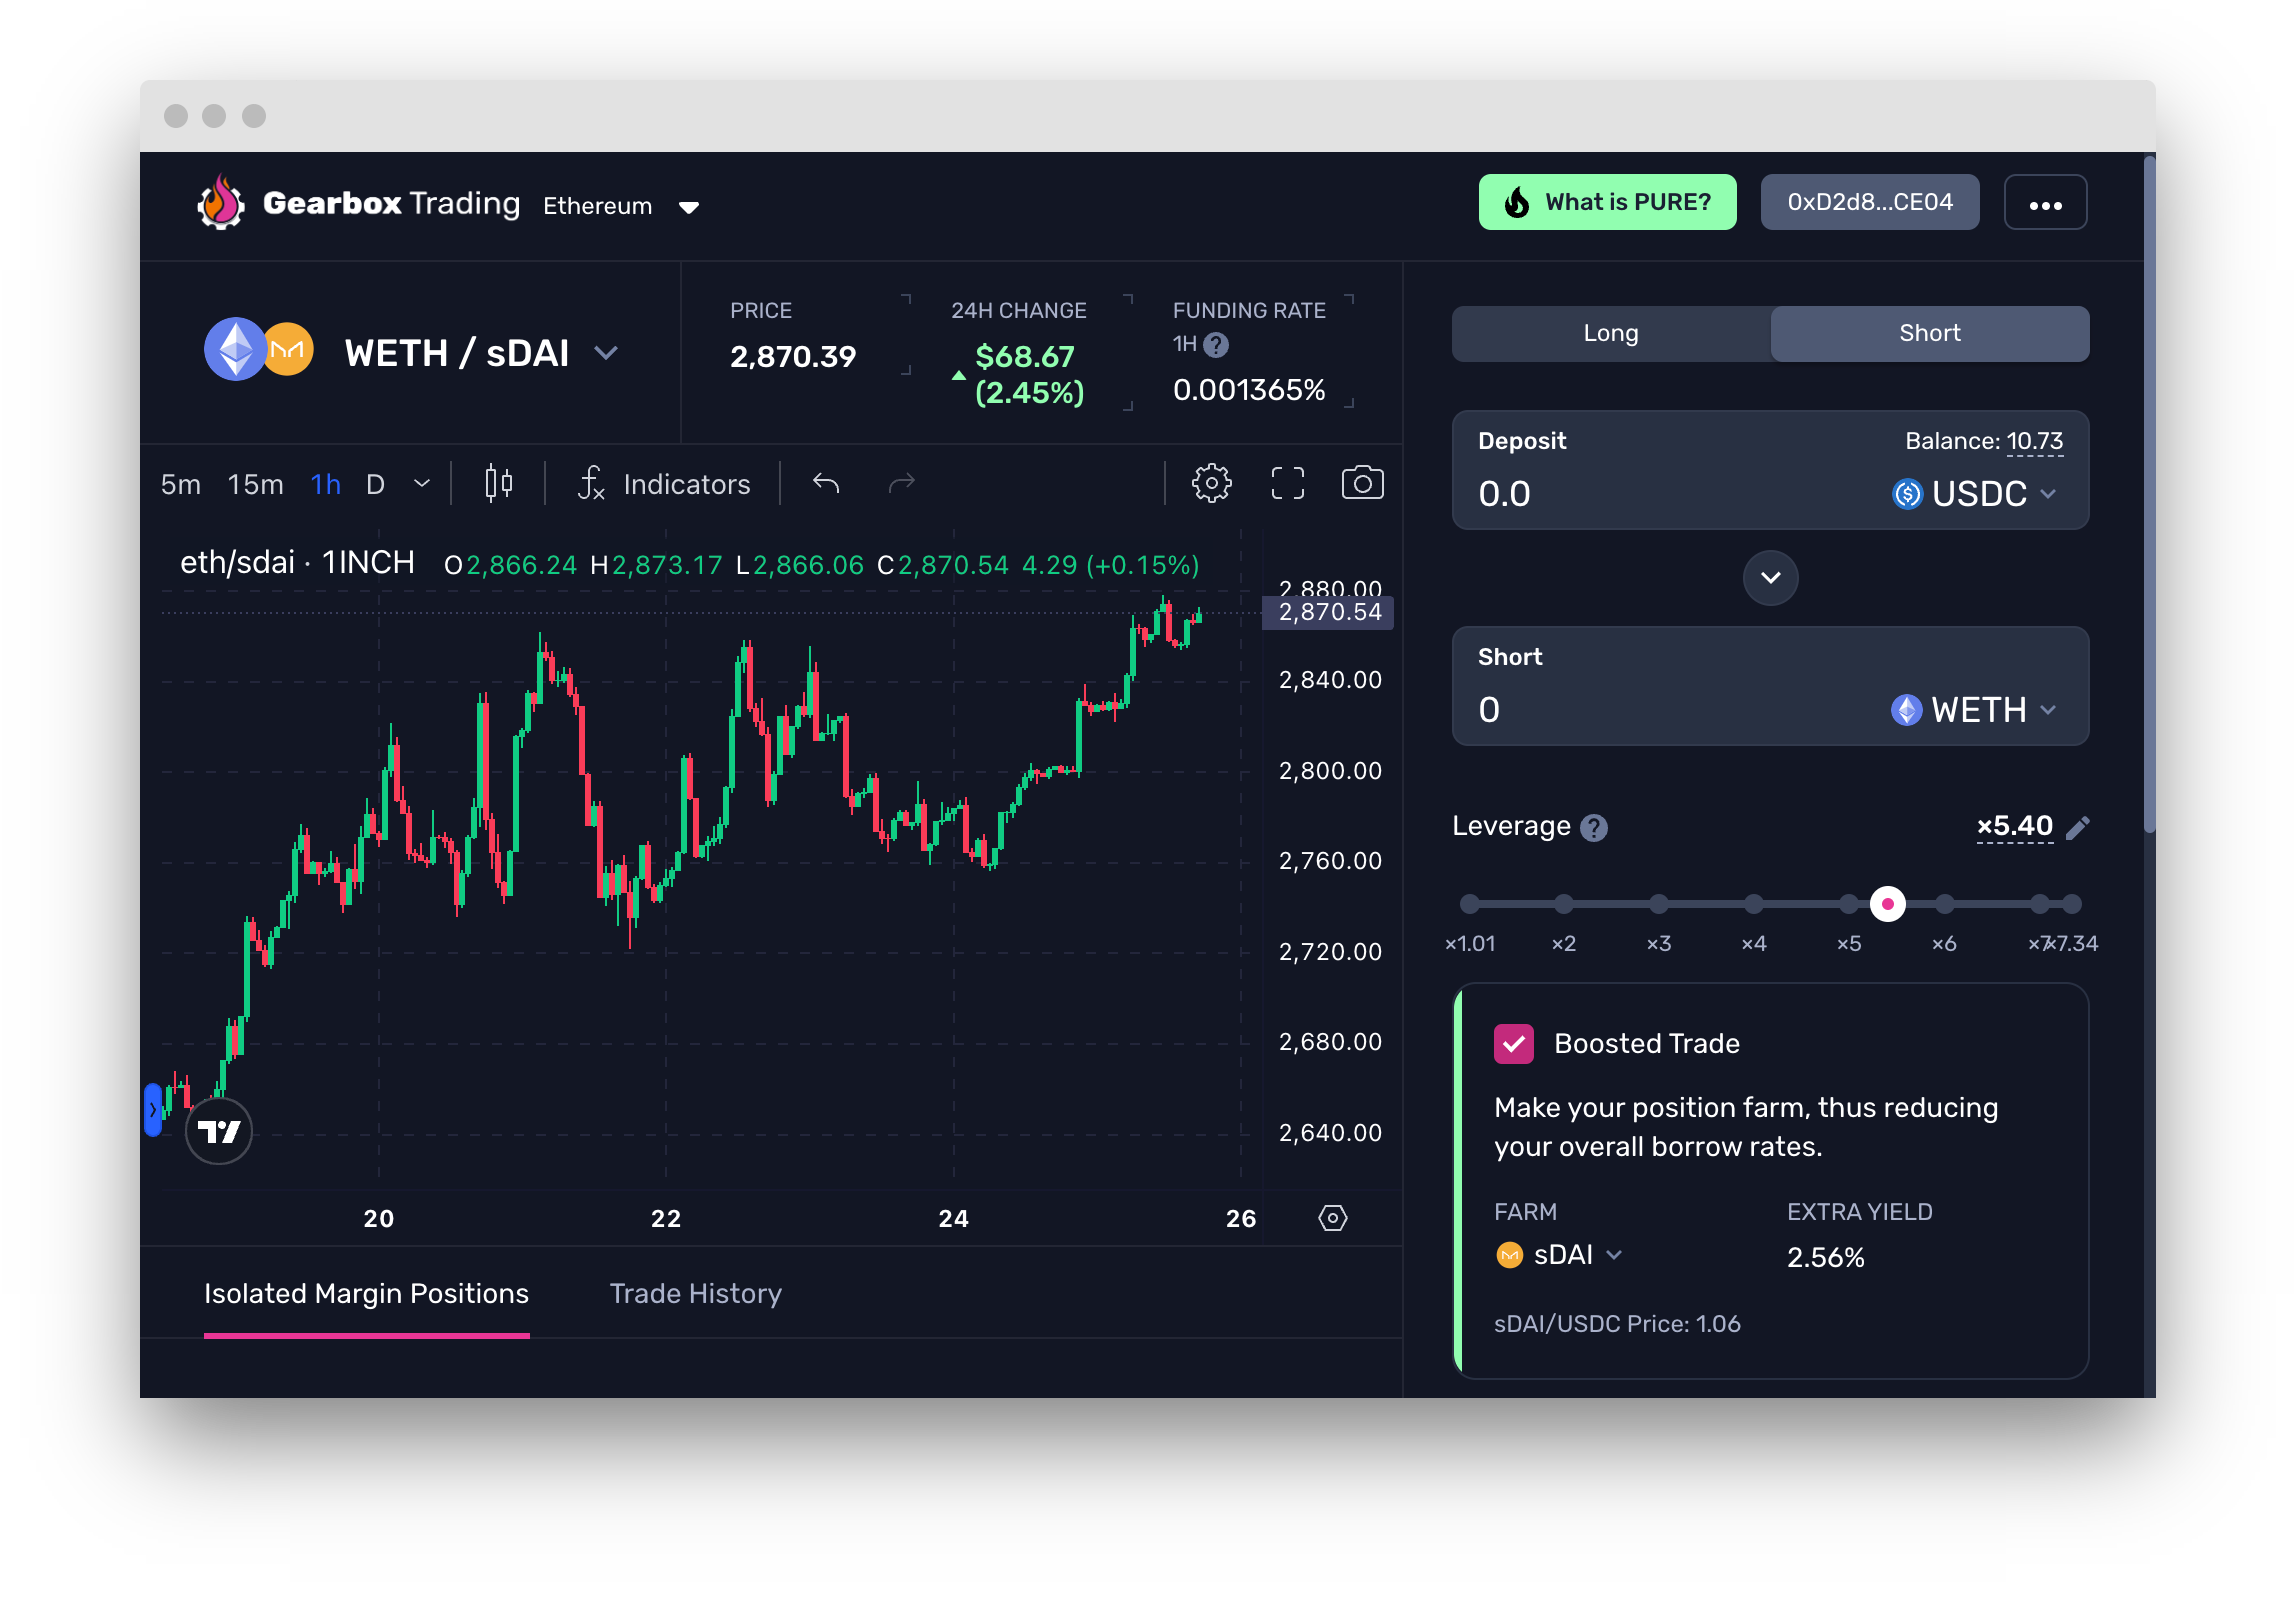 Gearbox Trading Ethereum
What is PURE?
0xD2d8...CE04
WETH / sDAI
PRICE
2,870.39
24H CHANGE
$68.67
(2.45%)
FUNDING RATE
1H ?
0.001365%
5m 15m 1h D
Indicators
eth/sdai · 1INCH O2,866.24 H2,873.17 L2,866.06 C2,870.54 4.29 (+0.15%)
2,880.00
2,870.54
2,840.00
2,800.00
2,760.00
2,720.00
2,680.00
2,640.00
20 22 24 26
Isolated Margin Positions
Trade History
Long
Short
Deposit
Balance: 10.73
0.0
USDC
Short
0
WETH
Leverage ?
×5.40
×1.01 ×2 ×3 ×4 ×5 ×6 ×7 ×7.34
Boosted Trade
Make your position farm, thus reducing
your overall borrow rates.
FARM
sDAI
EXTRA YIELD
2.56%
sDAI/USDC Price: 1.06